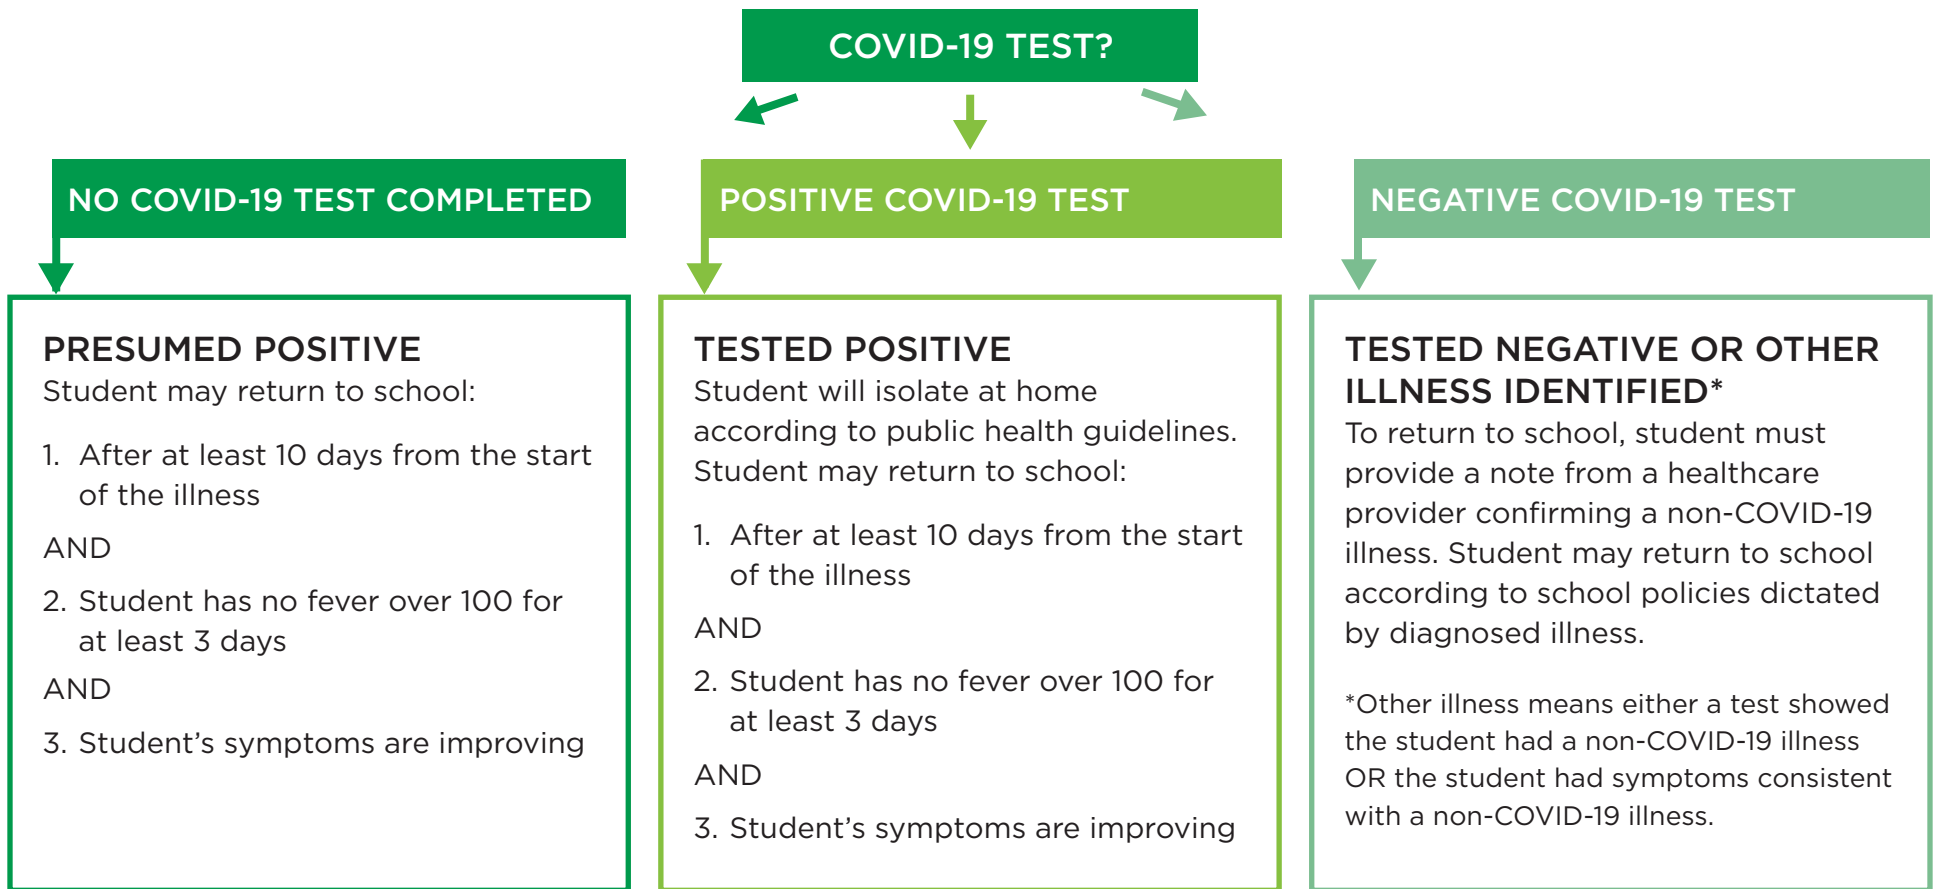 COVID-19 TEST?
NO COVID-19 TEST COMPLETED
PRESUMED POSITIVE
Student may return to school:
1. After at least 10 days from the start
of the illness
AND
2. Student has no fever over 100 for
at least 3 days
AND
3. Student’s symptoms are improving
POSITIVE COVID-19 TEST
TESTED POSITIVE
Student will isolate at home
according to public health guidelines.
Student may return to school:
1. After at least 10 days from the start
of the illness
AND
2. Student has no fever over 100 for
at least 3 days
AND
3. Student’s symptoms are improving
NEGATIVE COVID-19 TEST
TESTED NEGATIVE OR OTHER
ILLNESS IDENTIFIED*
To return to school, student must
provide a note from a healthcare
provider confirming a non-COVID-19
illness. Student may return to school
according to school policies dictated
by diagnosed illness.
*Other illness means either a test showed
the student had a non-COVID-19 illness
OR the student had symptoms consistent
with a non-COVID-19 illness.